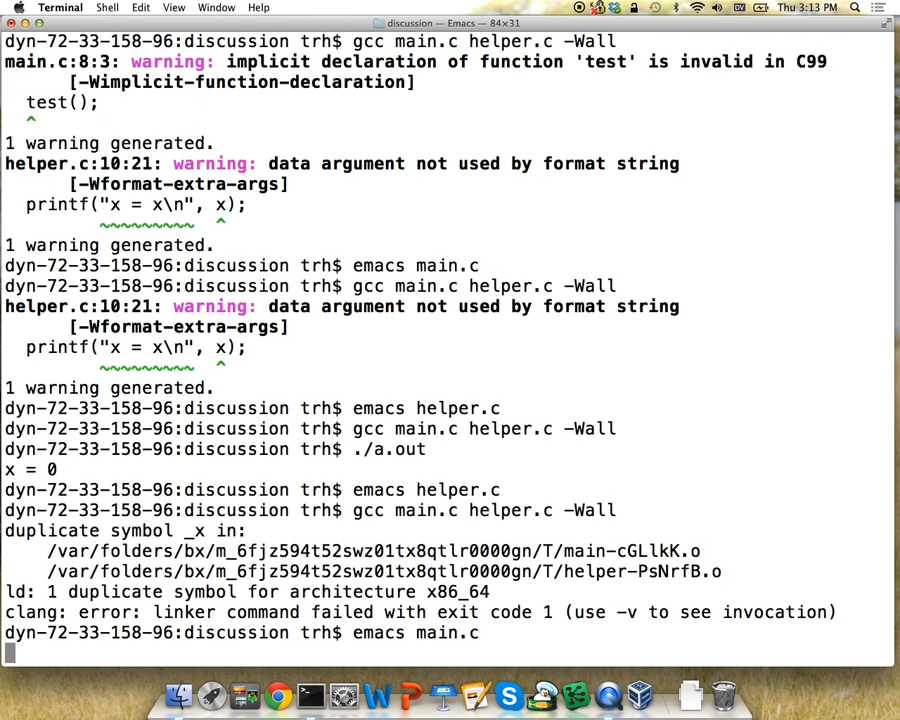 Terminal Shell Edit View Window Help
Thu 3:13 PM
discussion — Emacs — 84×31
dyn-72-33-158-96:discussion trh$ gcc main.c helper.c -Wall
main.c:8:3: warning: implicit declaration of function 'test' is invalid in C99
[-Wimplicit-function-declaration]
test();
^
1 warning generated.
helper.c:10:21: warning: data argument not used by format string
[-Wformat-extra-args]
printf("x = x\n", x);
~~~~~~~~~ ^
1 warning generated.
dyn-72-33-158-96:discussion trh$ emacs main.c
dyn-72-33-158-96:discussion trh$ gcc main.c helper.c -Wall
helper.c:10:21: warning: data argument not used by format string
[-Wformat-extra-args]
printf("x = x\n", x);
~~~~~~~~~ ^
1 warning generated.
dyn-72-33-158-96:discussion trh$ emacs helper.c
dyn-72-33-158-96:discussion trh$ gcc main.c helper.c -Wall
dyn-72-33-158-96:discussion trh$ ./a.out
x = 0
dyn-72-33-158-96:discussion trh$ emacs helper.c
dyn-72-33-158-96:discussion trh$ gcc main.c helper.c -Wall
duplicate symbol _x in:
/var/folders/bx/m_6fjz594t52swz01tx8qtlr0000gn/T/main-cGLlkK.o
/var/folders/bx/m_6fjz594t52swz01tx8qtlr0000gn/T/helper-PsNrfB.o
ld: 1 duplicate symbol for architecture x86_64
clang: error: linker command failed with exit code 1 (use -v to see invocation)
dyn-72-33-158-96:discussion trh$ emacs main.c